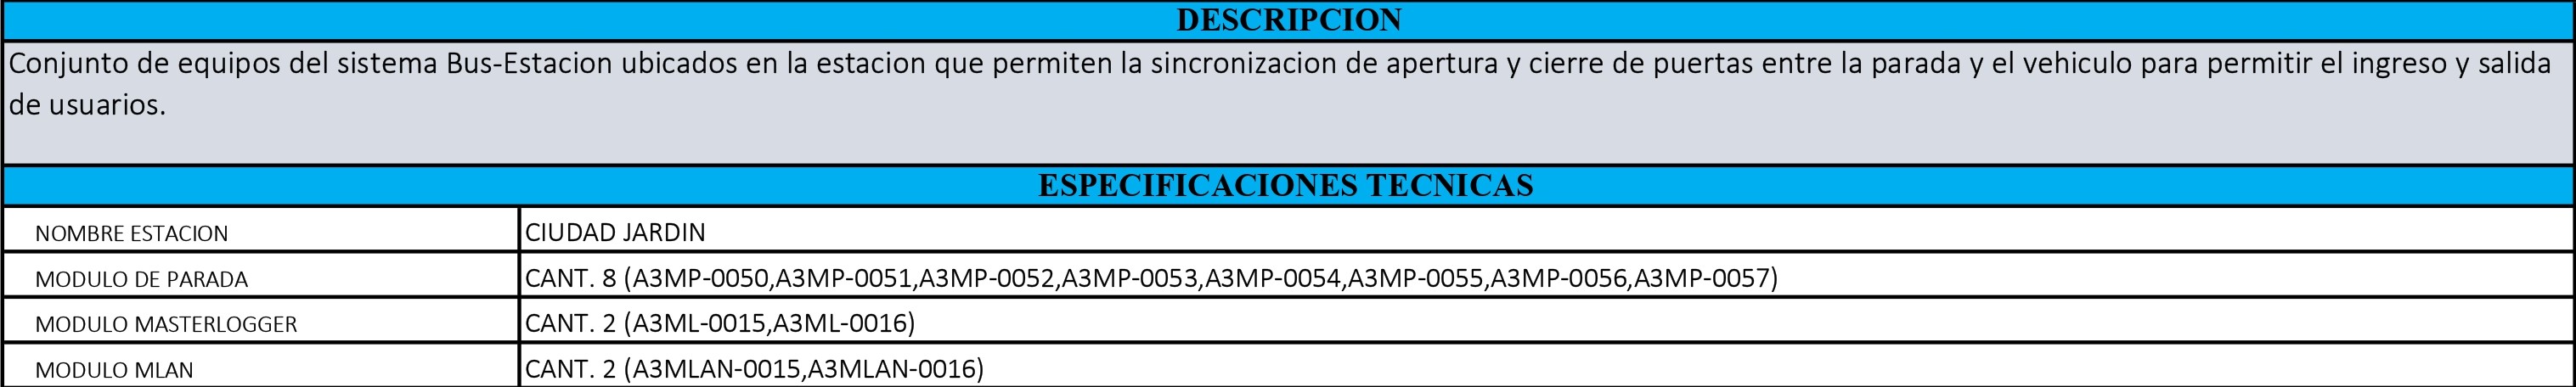 DESCRIPCION
Conjunto de equipos del sistema Bus-Estacion ubicados en la estacion que permiten la sincronizacion de apertura y cierre de puertas entre la parada y el vehiculo para permitir el ingreso y salida
de usuarios.
ESPECIFICACIONES TECNICAS
NOMBRE ESTACION CIUDAD JARDIN
MODULO DE PARADA CANT. 8 (A3MP-0050,A3MP-0051,A3MP-0052,A3MP-0053,A3MP-0054,A3MP-0055,A3MP-0056,A3MP-0057)
MODULO MASTERLOGGER CANT. 2 (A3ML-0015,A3ML-0016)
MODULO MLAN CANT. 2 (A3MLAN-0015,A3MLAN-0016)